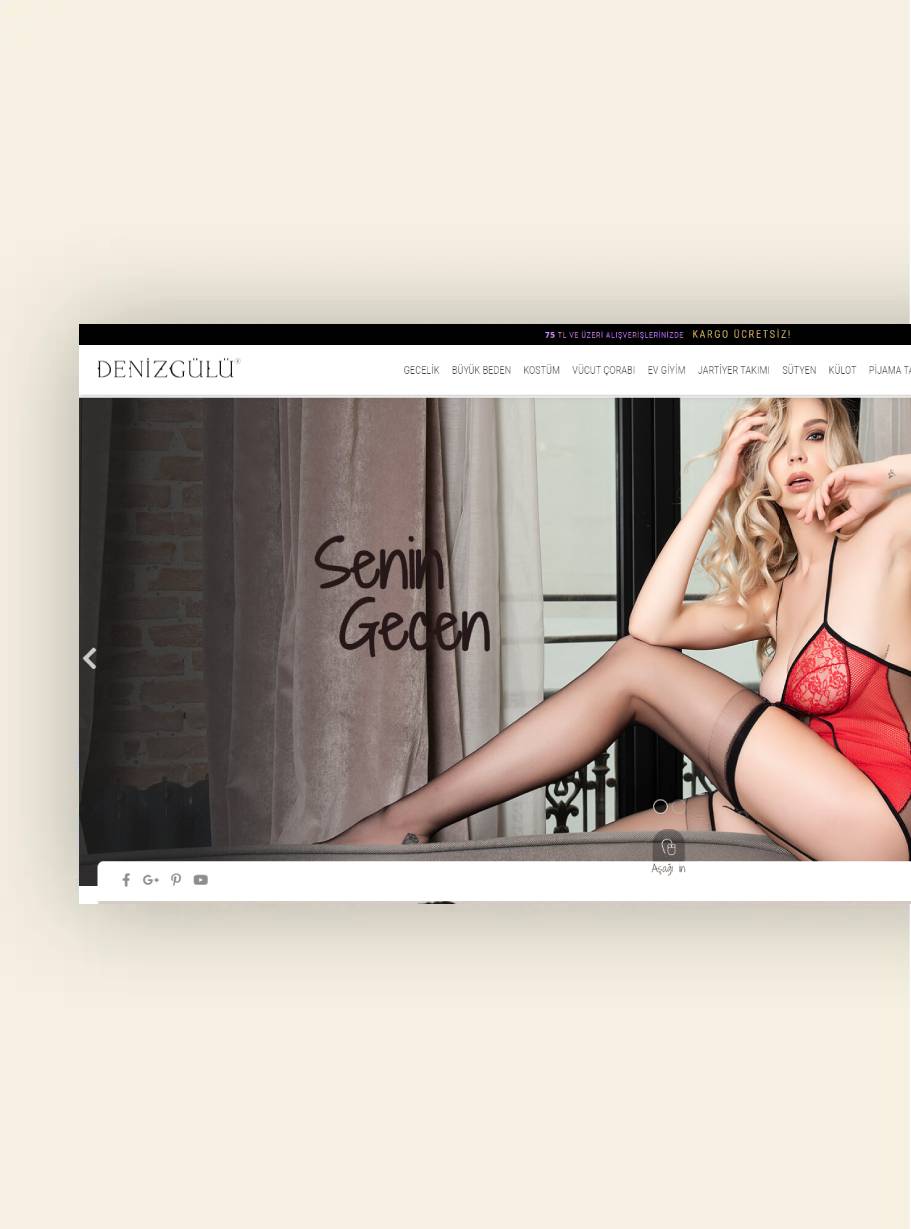 75 TL VE ÜZERİ ALIŞVERİŞLERİNİZDE KARGO ÜCRETSİZ!
DENİZGÜLÜ®
GECELİK BÜYÜK BEDEN KOSTÜM VÜCUT ÇORABI EV GİYİM JARTİYER TAKIMI SÜTYEN KÜLOT PİJAMA TA
Senin
Gecen
Aşağı in